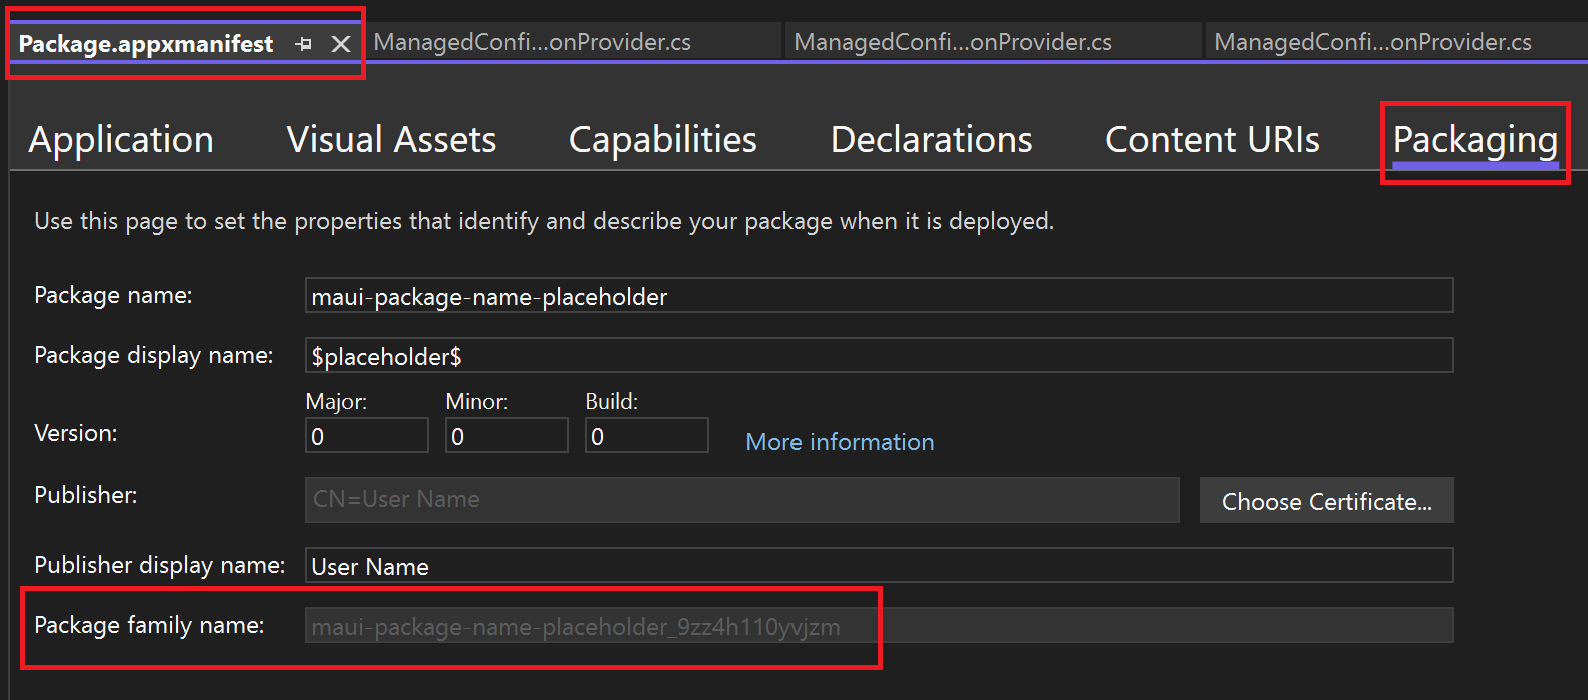 Package.appxmanifest ManagedConfi...onProvider.cs ManagedConfi...onProvider.cs ManagedConfi...onProvider.cs
Application Visual Assets Capabilities Declarations Content URIs Packaging
Use this page to set the properties that identify and describe your package when it is deployed.
Package name: maui-package-name-placeholder
Package display name: $placeholder$
Major: Minor: Build:
Version: 0 0 0 More information
Publisher: CN=User Name Choose Certificate...
Publisher display name: User Name
Package family name: maui-package-name-placeholder_9zz4h110yvjzm